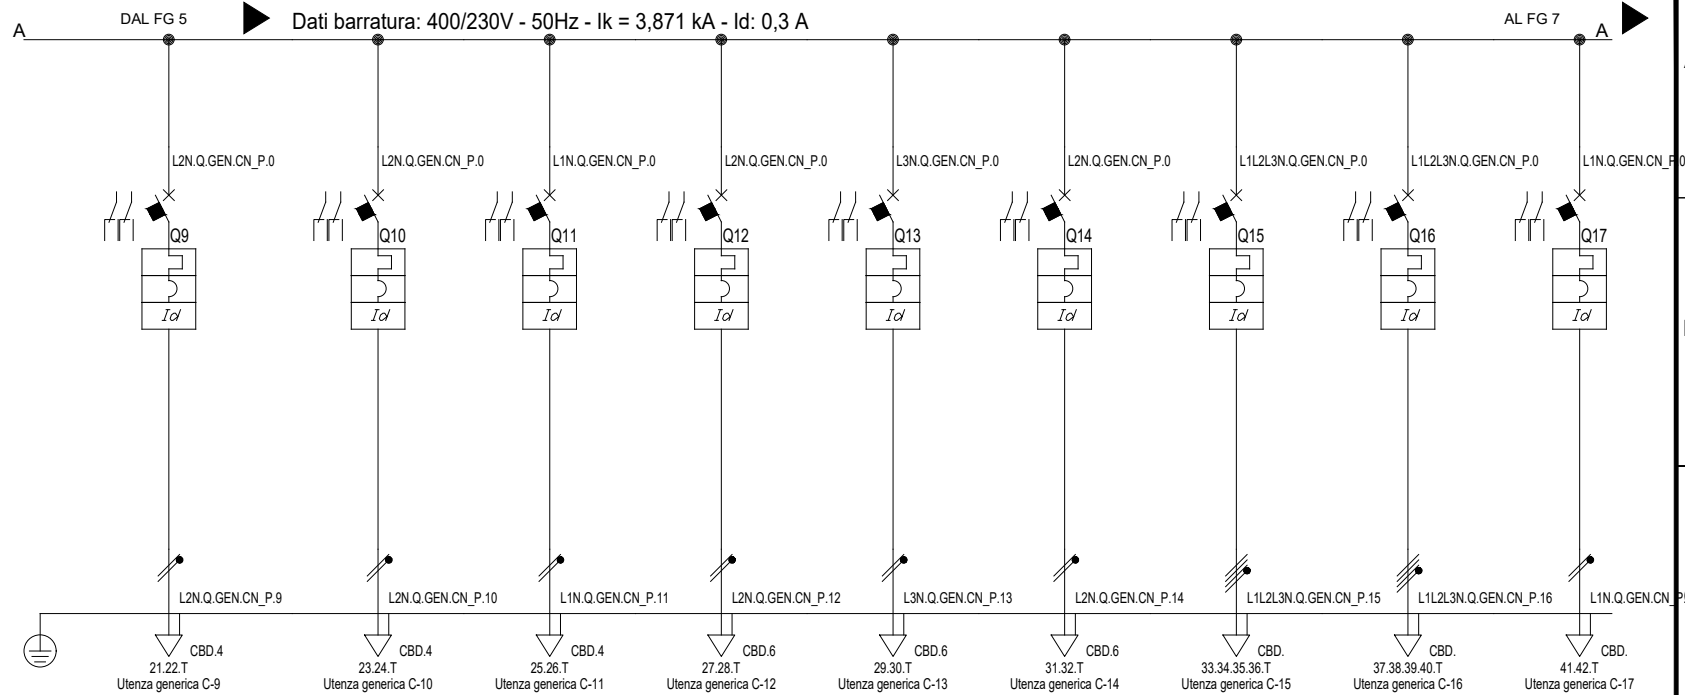 DAL FG 5
Dati barratura: 400/230V - 50Hz - Ik = 3,871 kA - Id: 0,3 A
AL FG 7
A
A
L2N.Q.GEN.CN_P.0
L2N.Q.GEN.CN_P.0
L1N.Q.GEN.CN_P.0
L2N.Q.GEN.CN_P.0
L3N.Q.GEN.CN_P.0
L2N.Q.GEN.CN_P.0
L1L2L3N.Q.GEN.CN_P.0
L1L2L3N.Q.GEN.CN_P.0
L1N.Q.GEN.CN_P.0
Q9
Q10
Q11
Q12
Q13
Q14
Q15
Q16
Q17
Id
Id
Id
Id
Id
Id
Id
Id
Id
L2N.Q.GEN.CN_P.9
L2N.Q.GEN.CN_P.10
L1N.Q.GEN.CN_P.11
L2N.Q.GEN.CN_P.12
L3N.Q.GEN.CN_P.13
L2N.Q.GEN.CN_P.14
L1L2L3N.Q.GEN.CN_P.15
L1L2L3N.Q.GEN.CN_P.16
CBD.4
CBD.4
CBD.4
CBD.6
CBD.6
CBD.6
CBD.
CBD.
CBD.
21.22.T
23.24.T
25.26.T
27.28.T
29.30.T
31.32.T
33.34.35.36.T
37.38.39.40.T
41.42.T
Utenza generica C-9
Utenza generica C-10
Utenza generica C-11
Utenza generica C-12
Utenza generica C-13
Utenza generica C-14
Utenza generica C-15
Utenza generica C-16
Utenza generica C-17